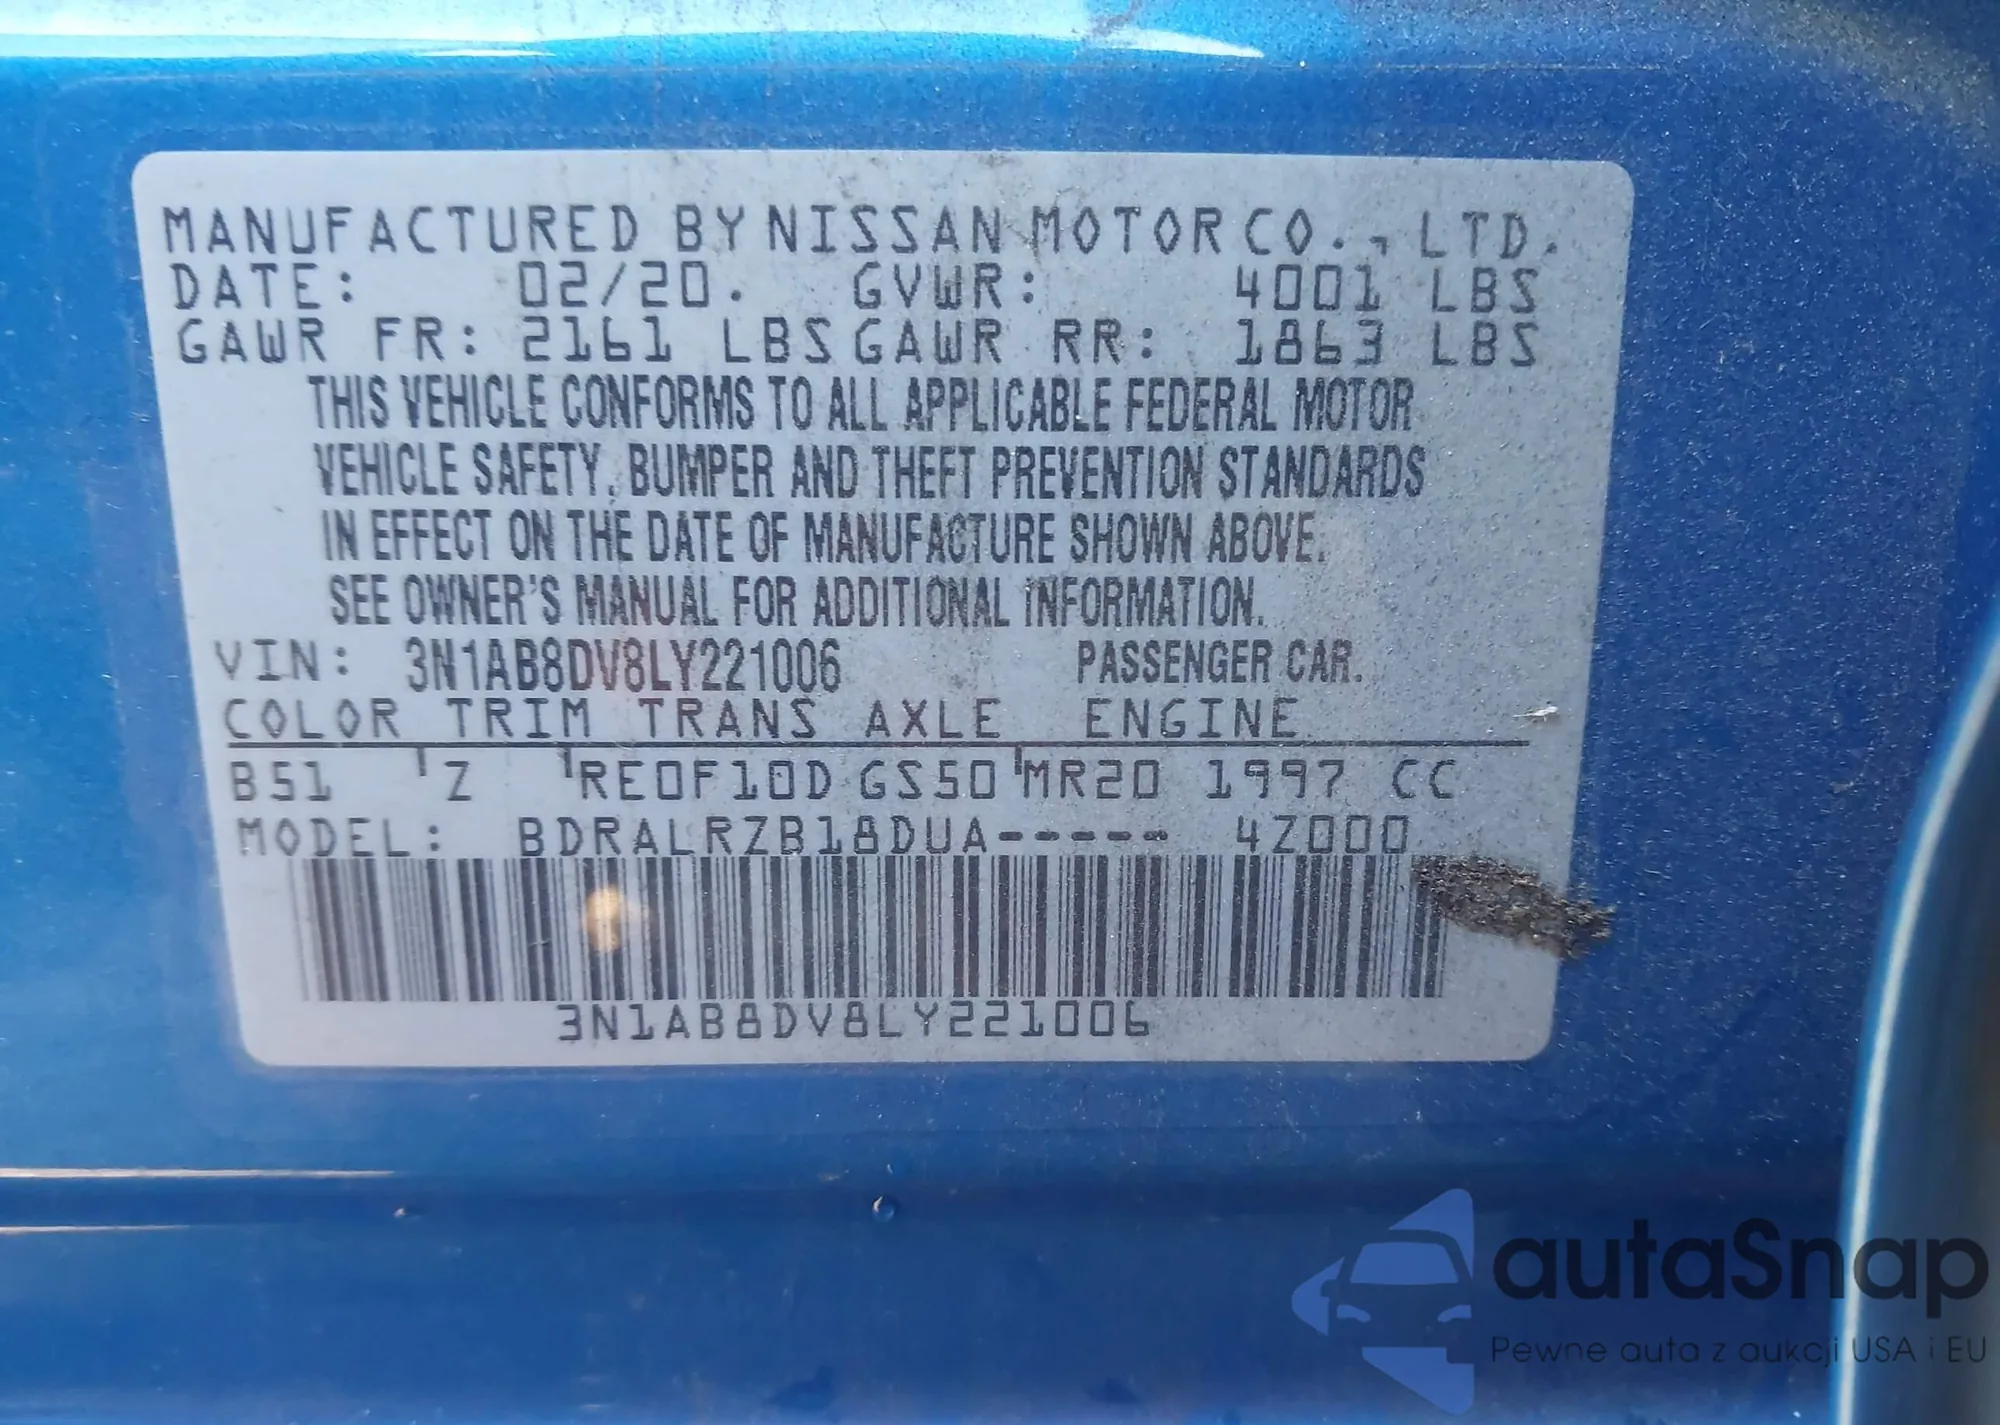 MANUFACTURED BY NISSAN MOTOR CO., LTD.
DATE: 02/20. GVWR: 4001 LBS
GAWR FR: 2161 LBS GAWR RR: 1863 LBS
THIS VEHICLE CONFORMS TO ALL APPLICABLE FEDERAL MOTOR
VEHICLE SAFETY, BUMPER AND THEFT PREVENTION STANDARDS
IN EFFECT ON THE DATE OF MANUFACTURE SHOWN ABOVE.
SEE OWNER'S MANUAL FOR ADDITIONAL INFORMATION.
VIN: 3N1AB8DV8LY221006 PASSENGER CAR.
COLOR TRIM TRANS AXLE ENGINE
B51 Z RE0F10D GS50 MR20 1997 CC
MODEL: BDRALRZB18DUA----- 4Z000
3N1AB8DV8LY221006
autaSnap
Pewne auta z aukcji USA i EU